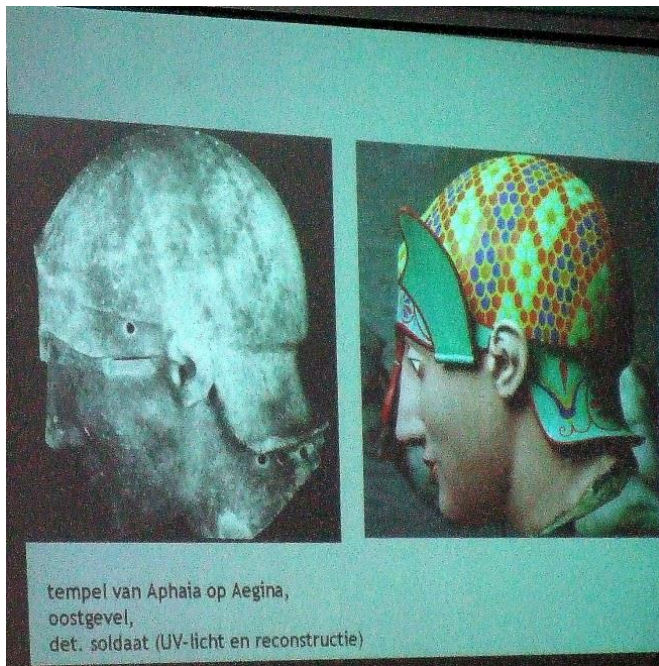 tempel van Aphaia op Aegina,
oostgevel,
det. soldaat (UV-licht en reconstructie)